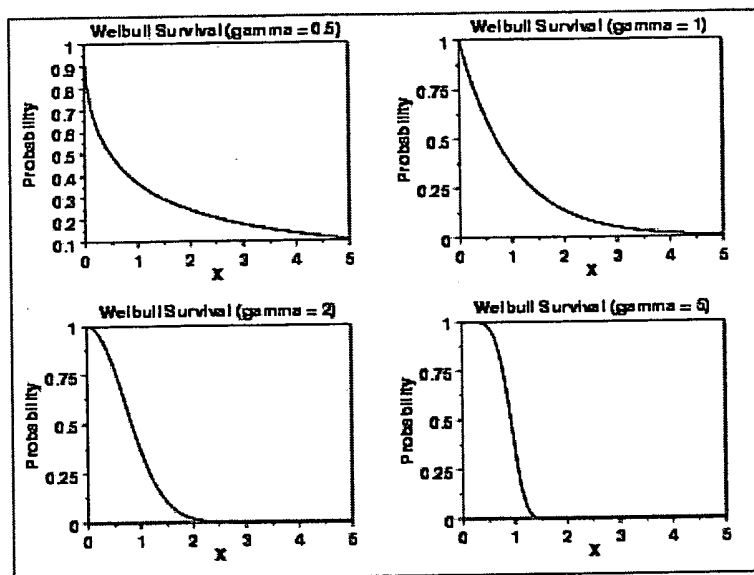 Weibull Survival (gamma = 0.5)
1
0.9
0.8
0.7
0.6
0.5
0.4
0.3
0.2
0.1
Probability
0 1 2 3 4 5
X
Weibull Survival (gamma = 1)
1
0.75
0.5
0.25
0
Probability
0 1 2 3 4 5
X
Weibull Survival (gamma = 2)
1
0.75
0.5
0.25
0
Probability
0 1 2 3 4 5
X
Weibull Survival (gamma = 5)
1
0.75
0.5
0.25
0
Probability
0 1 2 3 4 5
X